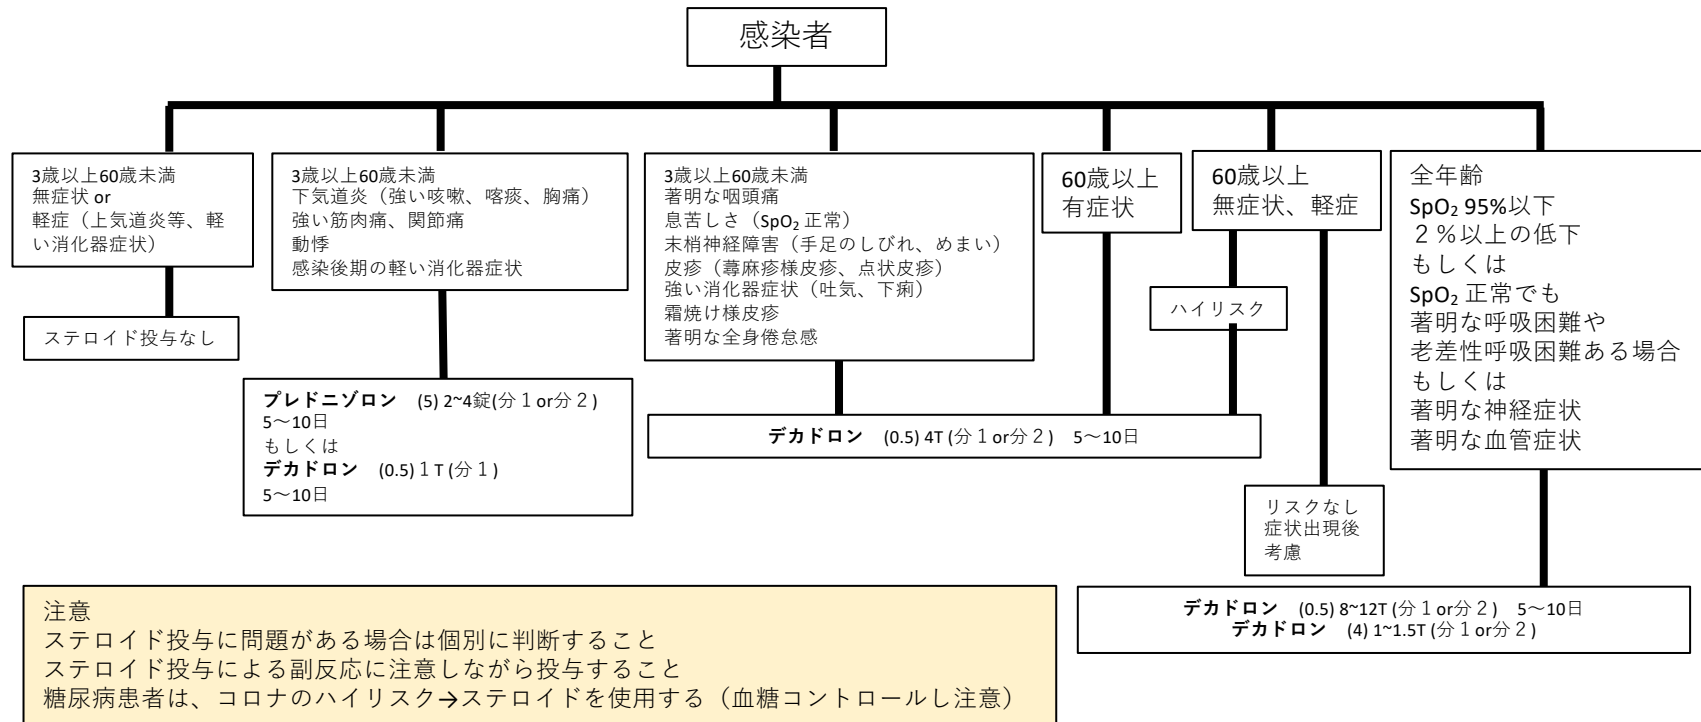 感染者
3歳以上60歳未満
無症状 or
軽症（上気道炎等、軽
い消化器症状）
ステロイド投与なし
3歳以上60歳未満
下気道炎（強い咳嗽、喀痰、胸痛）
強い筋肉痛、関節痛
動悸
感染後期の軽い消化器症状
プレドニゾロン (5) 2~4錠(分１or分２)
5〜10日
もしくは
デカドロン (0.5)１T (分１)
5〜10日
3歳以上60歳未満
著明な咽頭痛
息苦しさ（SpO₂ 正常）
末梢神経障害（手足のしびれ、めまい）
皮疹（蕁麻疹様皮疹、点状皮疹）
強い消化器症状（吐気、下痢）
霜焼け様皮疹
著明な全身倦怠感
60歳以上
有症状
60歳以上
無症状、軽症
ハイリスク
デカドロン (0.5) 4T (分１or分２) 5〜10日
リスクなし
症状出現後
考慮
全年齢
SpO₂ 95%以下
２％以上の低下
もしくは
SpO₂ 正常でも
著明な呼吸困難や
老差性呼吸困難ある場合
もしくは
著明な神経症状
著明な血管症状
デカドロン (0.5) 8~12T (分１or分２) 5〜10日
デカドロン (4) 1~1.5T (分１or分２)
注意
ステロイド投与に問題がある場合は個別に判断すること
ステロイド投与による副反応に注意しながら投与すること
糖尿病患者は、コロナのハイリスク→ステロイドを使用する（血糖コントロールし注意）